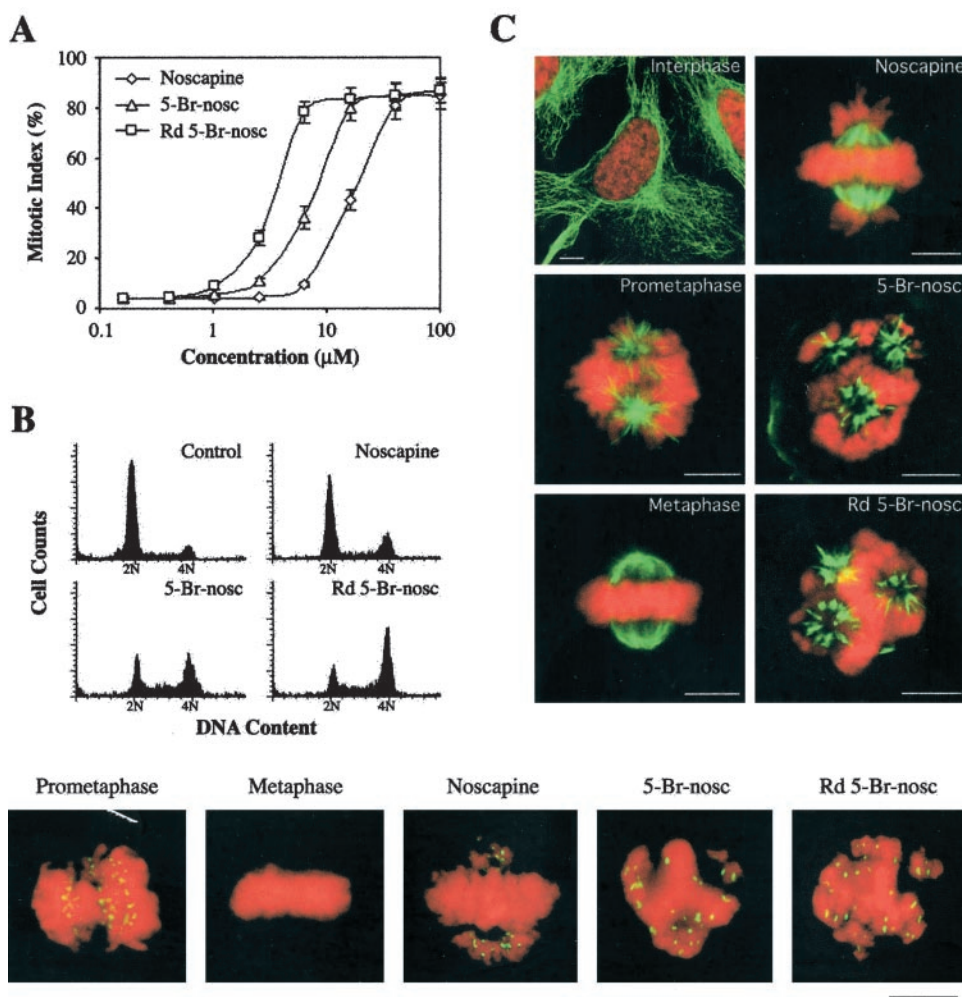 A
Mitotic Index (%)
100
80
60
40
20
0
Noscapine
5-Br-nosc
Rd 5-Br-nosc
0.1 1 10 100
Concentration (μM)
B
Cell Counts
Control
2N 4N
Noscapine
2N 4N
5-Br-nosc
2N 4N
Rd 5-Br-nosc
2N 4N
DNA Content
C
Interphase
Noscapine
Prometaphase
5-Br-nosc
Metaphase
Rd 5-Br-nosc
Prometaphase Metaphase Noscapine 5-Br-nosc Rd 5-Br-nosc